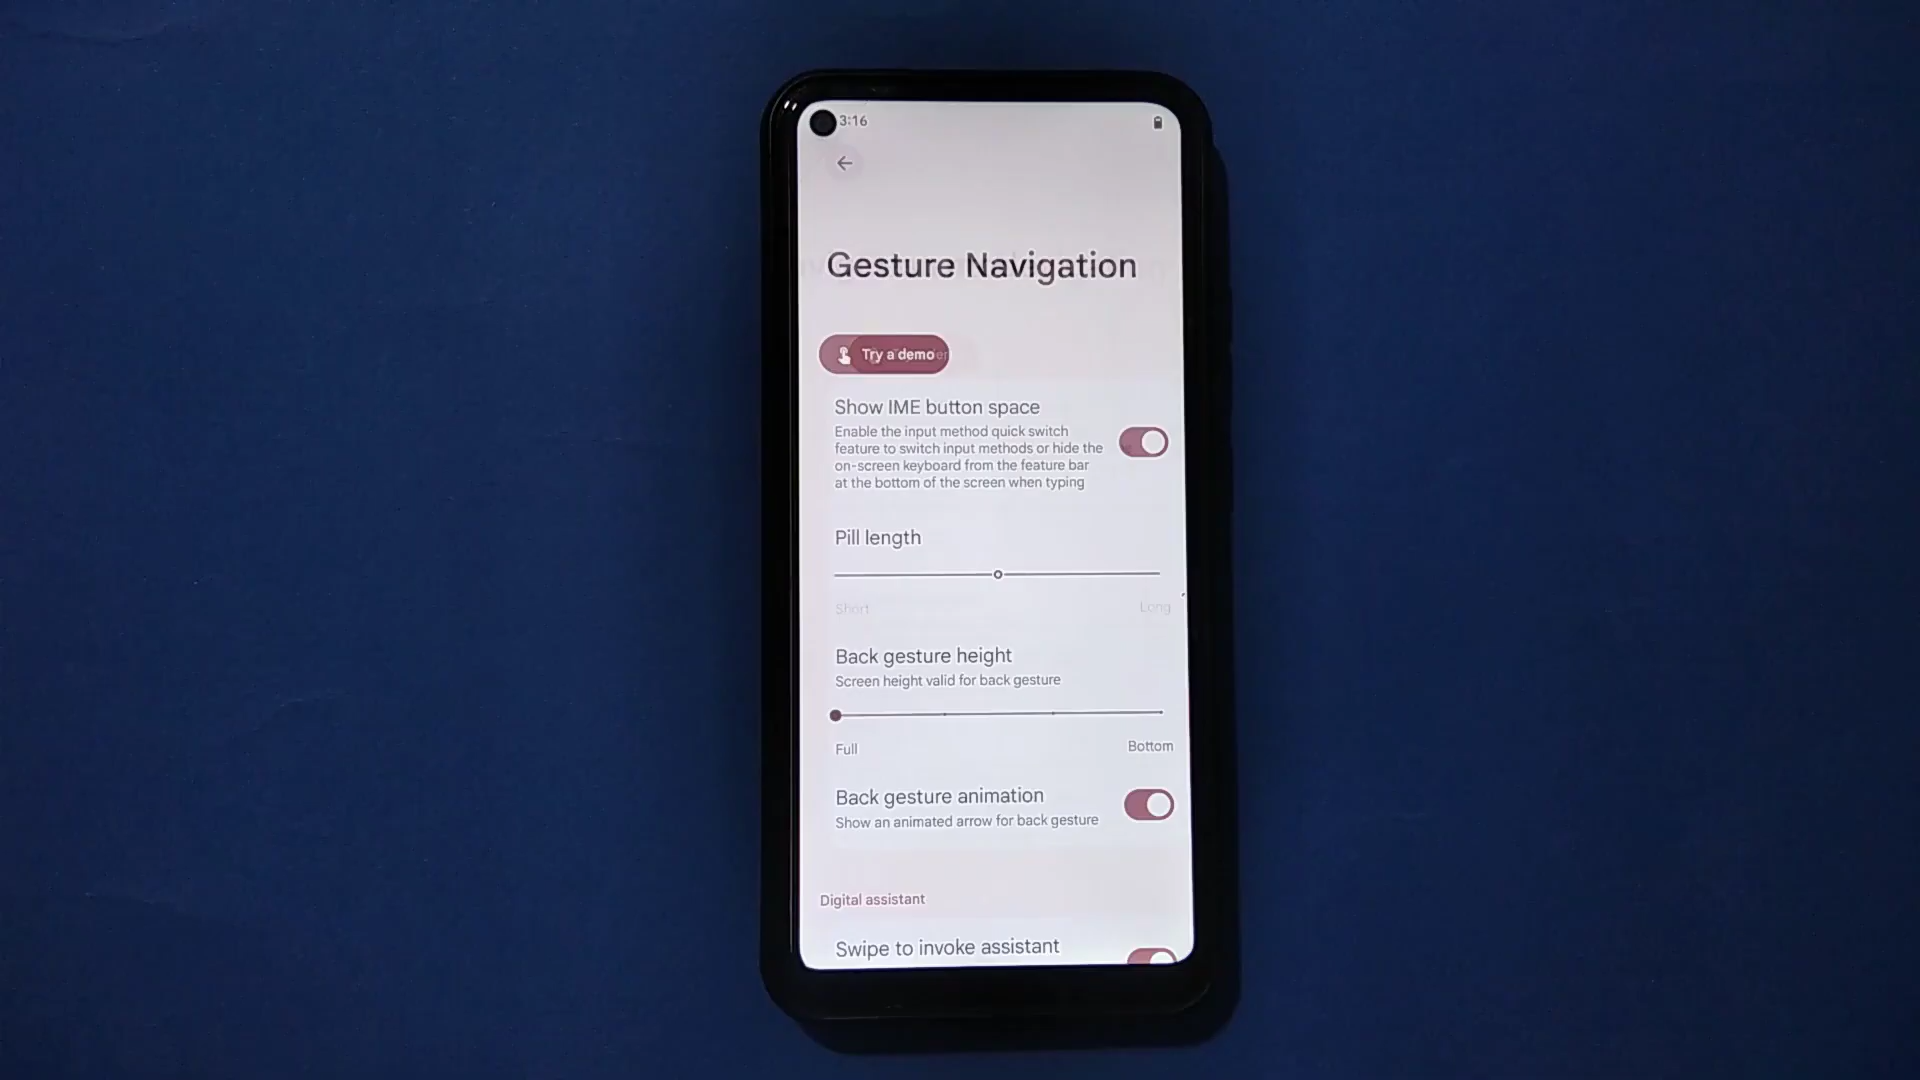 3:16
Gesture Navigation
Try a demo
Show IME button space
Enable the input method quick switch
feature to switch input methods or hide the
on-screen keyboard from the feature bar
at the bottom of the screen when typing
Pill length
Short Long
Back gesture height
Screen height valid for back gesture
Full Bottom
Back gesture animation
Show an animated arrow for back gesture
Digital assistant
Swipe to invoke assistant